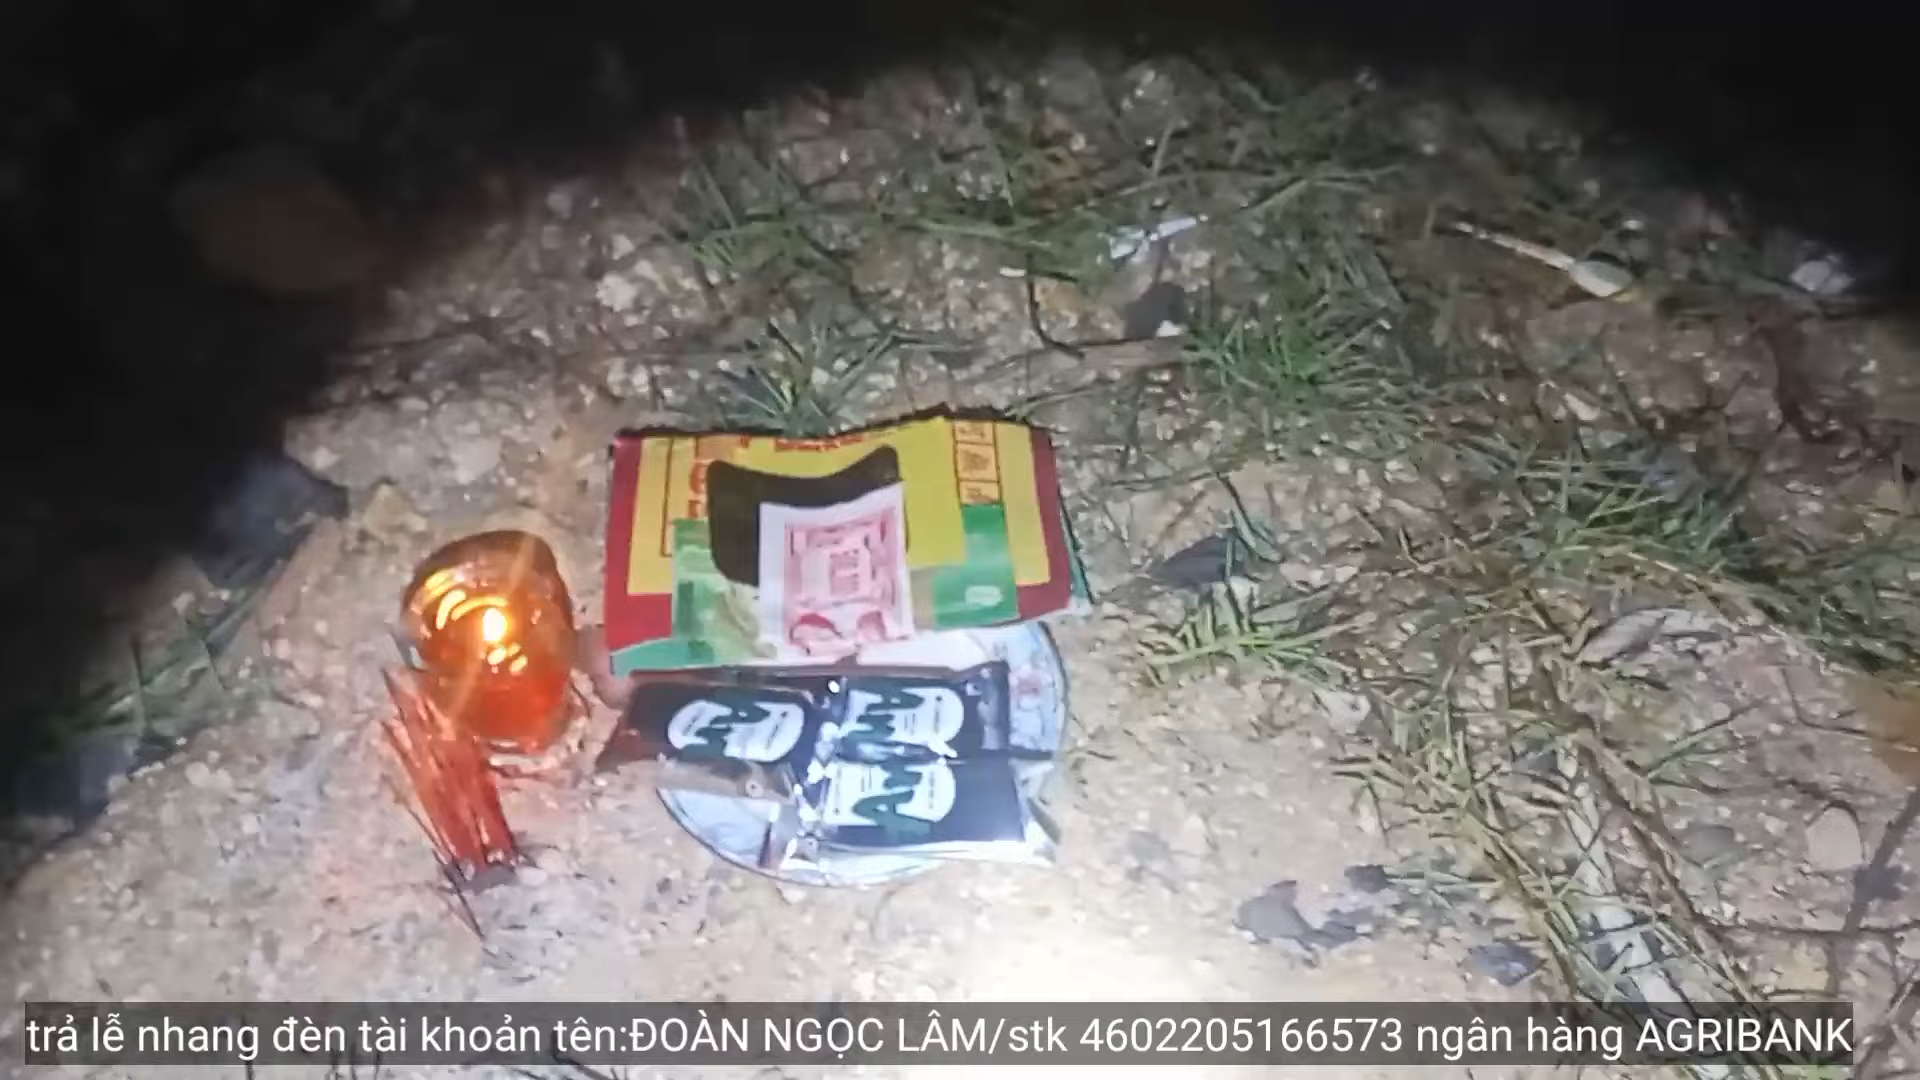 trả lễ nhang đèn tài khoản tên:ĐOÀN NGỌC LÂM/stk 4602205166573 ngân hàng AGRIBANK